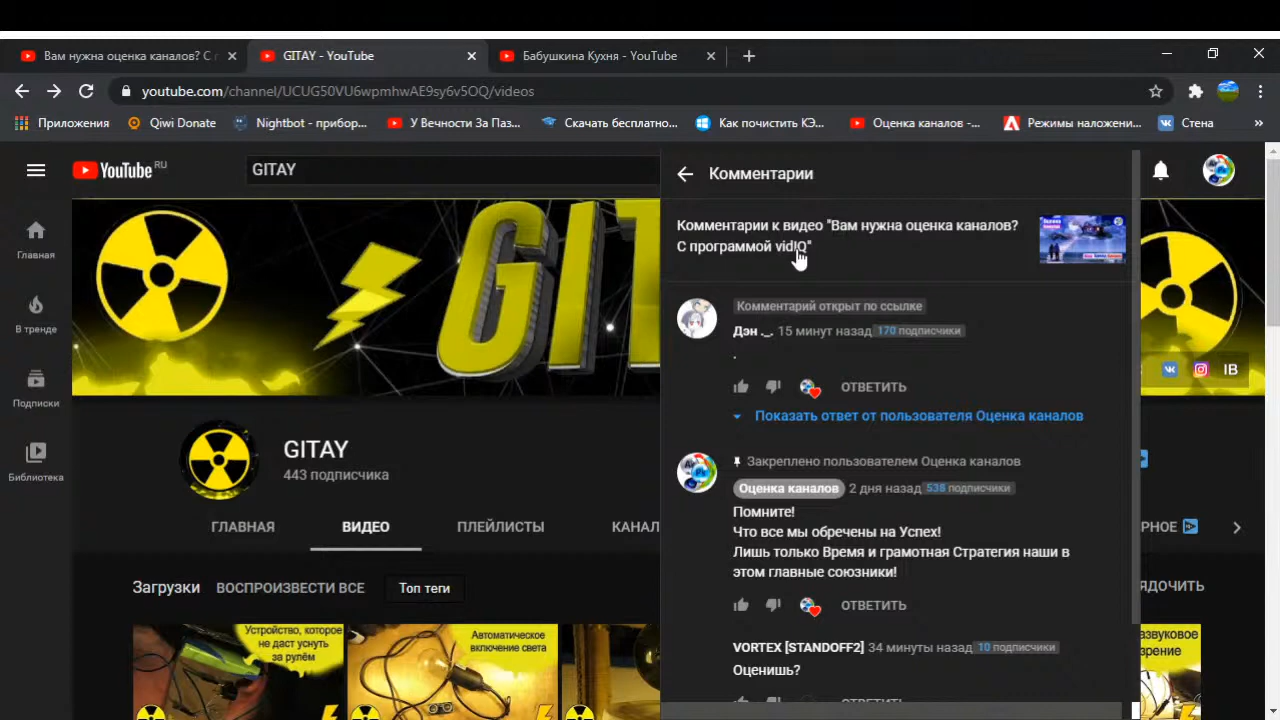 Вам нужна оценка каналов? С г
GITAY - YouTube
Бабушкина Кухня - YouTube
youtube.com/channel/UCUG50VU6wpmhwAE9sy6v5OQ/videos
Приложения
Qiwi Donate
Nightbot - прибор...
У Вечности За Паз...
Скачать бесплатно...
Как почистить КЭ...
Оценка каналов -...
Режимы наложени...
Стена
»
YouTube RU
GITAY
Комментарии
Комментарии к видео "Вам нужна оценка каналов?
С программой vidIQ"
Главная
В тренде
Подписки
Библиотека
GIT
IB
Комментарий открыт по ссылке
Дэн ._. 15 минут назад 170 подписчики
.
ОТВЕТИТЬ
Показать ответ от пользователя Оценка каналов
GITAY
443 подписчика
Закреплено пользователем Оценка каналов
Оценка каналов 2 дня назад 538 подписчики
Помните!
Что все мы обречены на Успех!
Лишь только Время и грамотная Стратегия наши в
этом главные союзники!
ОТВЕТИТЬ
ГЛАВНАЯ
ВИДЕО
ПЛЕЙЛИСТЫ
КАНАЛ
РНОЕ
Загрузки
ВОСПРОИЗВЕСТИ ВСЕ
Топ теги
ЯДОЧИТЬ
VORTEX [STANDOFF2] 34 минуты назад 10 подписчики
Оценишь?
Устройство, которое
не даст уснуть
за рулём
Автоматическое
включение света
азвуковое
зрение